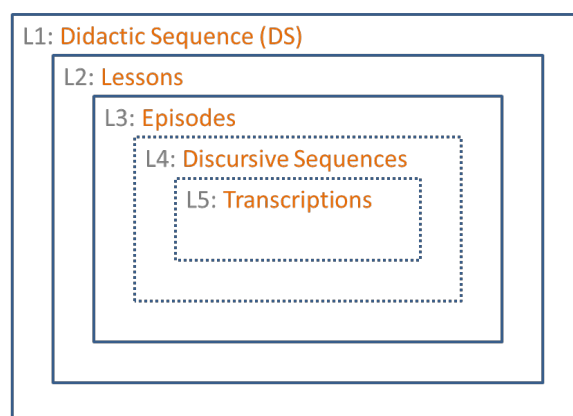 L1: Didactic Sequence (DS)
L2: Lessons
L3: Episodes
L4: Discursive Sequences
L5: Transcriptions